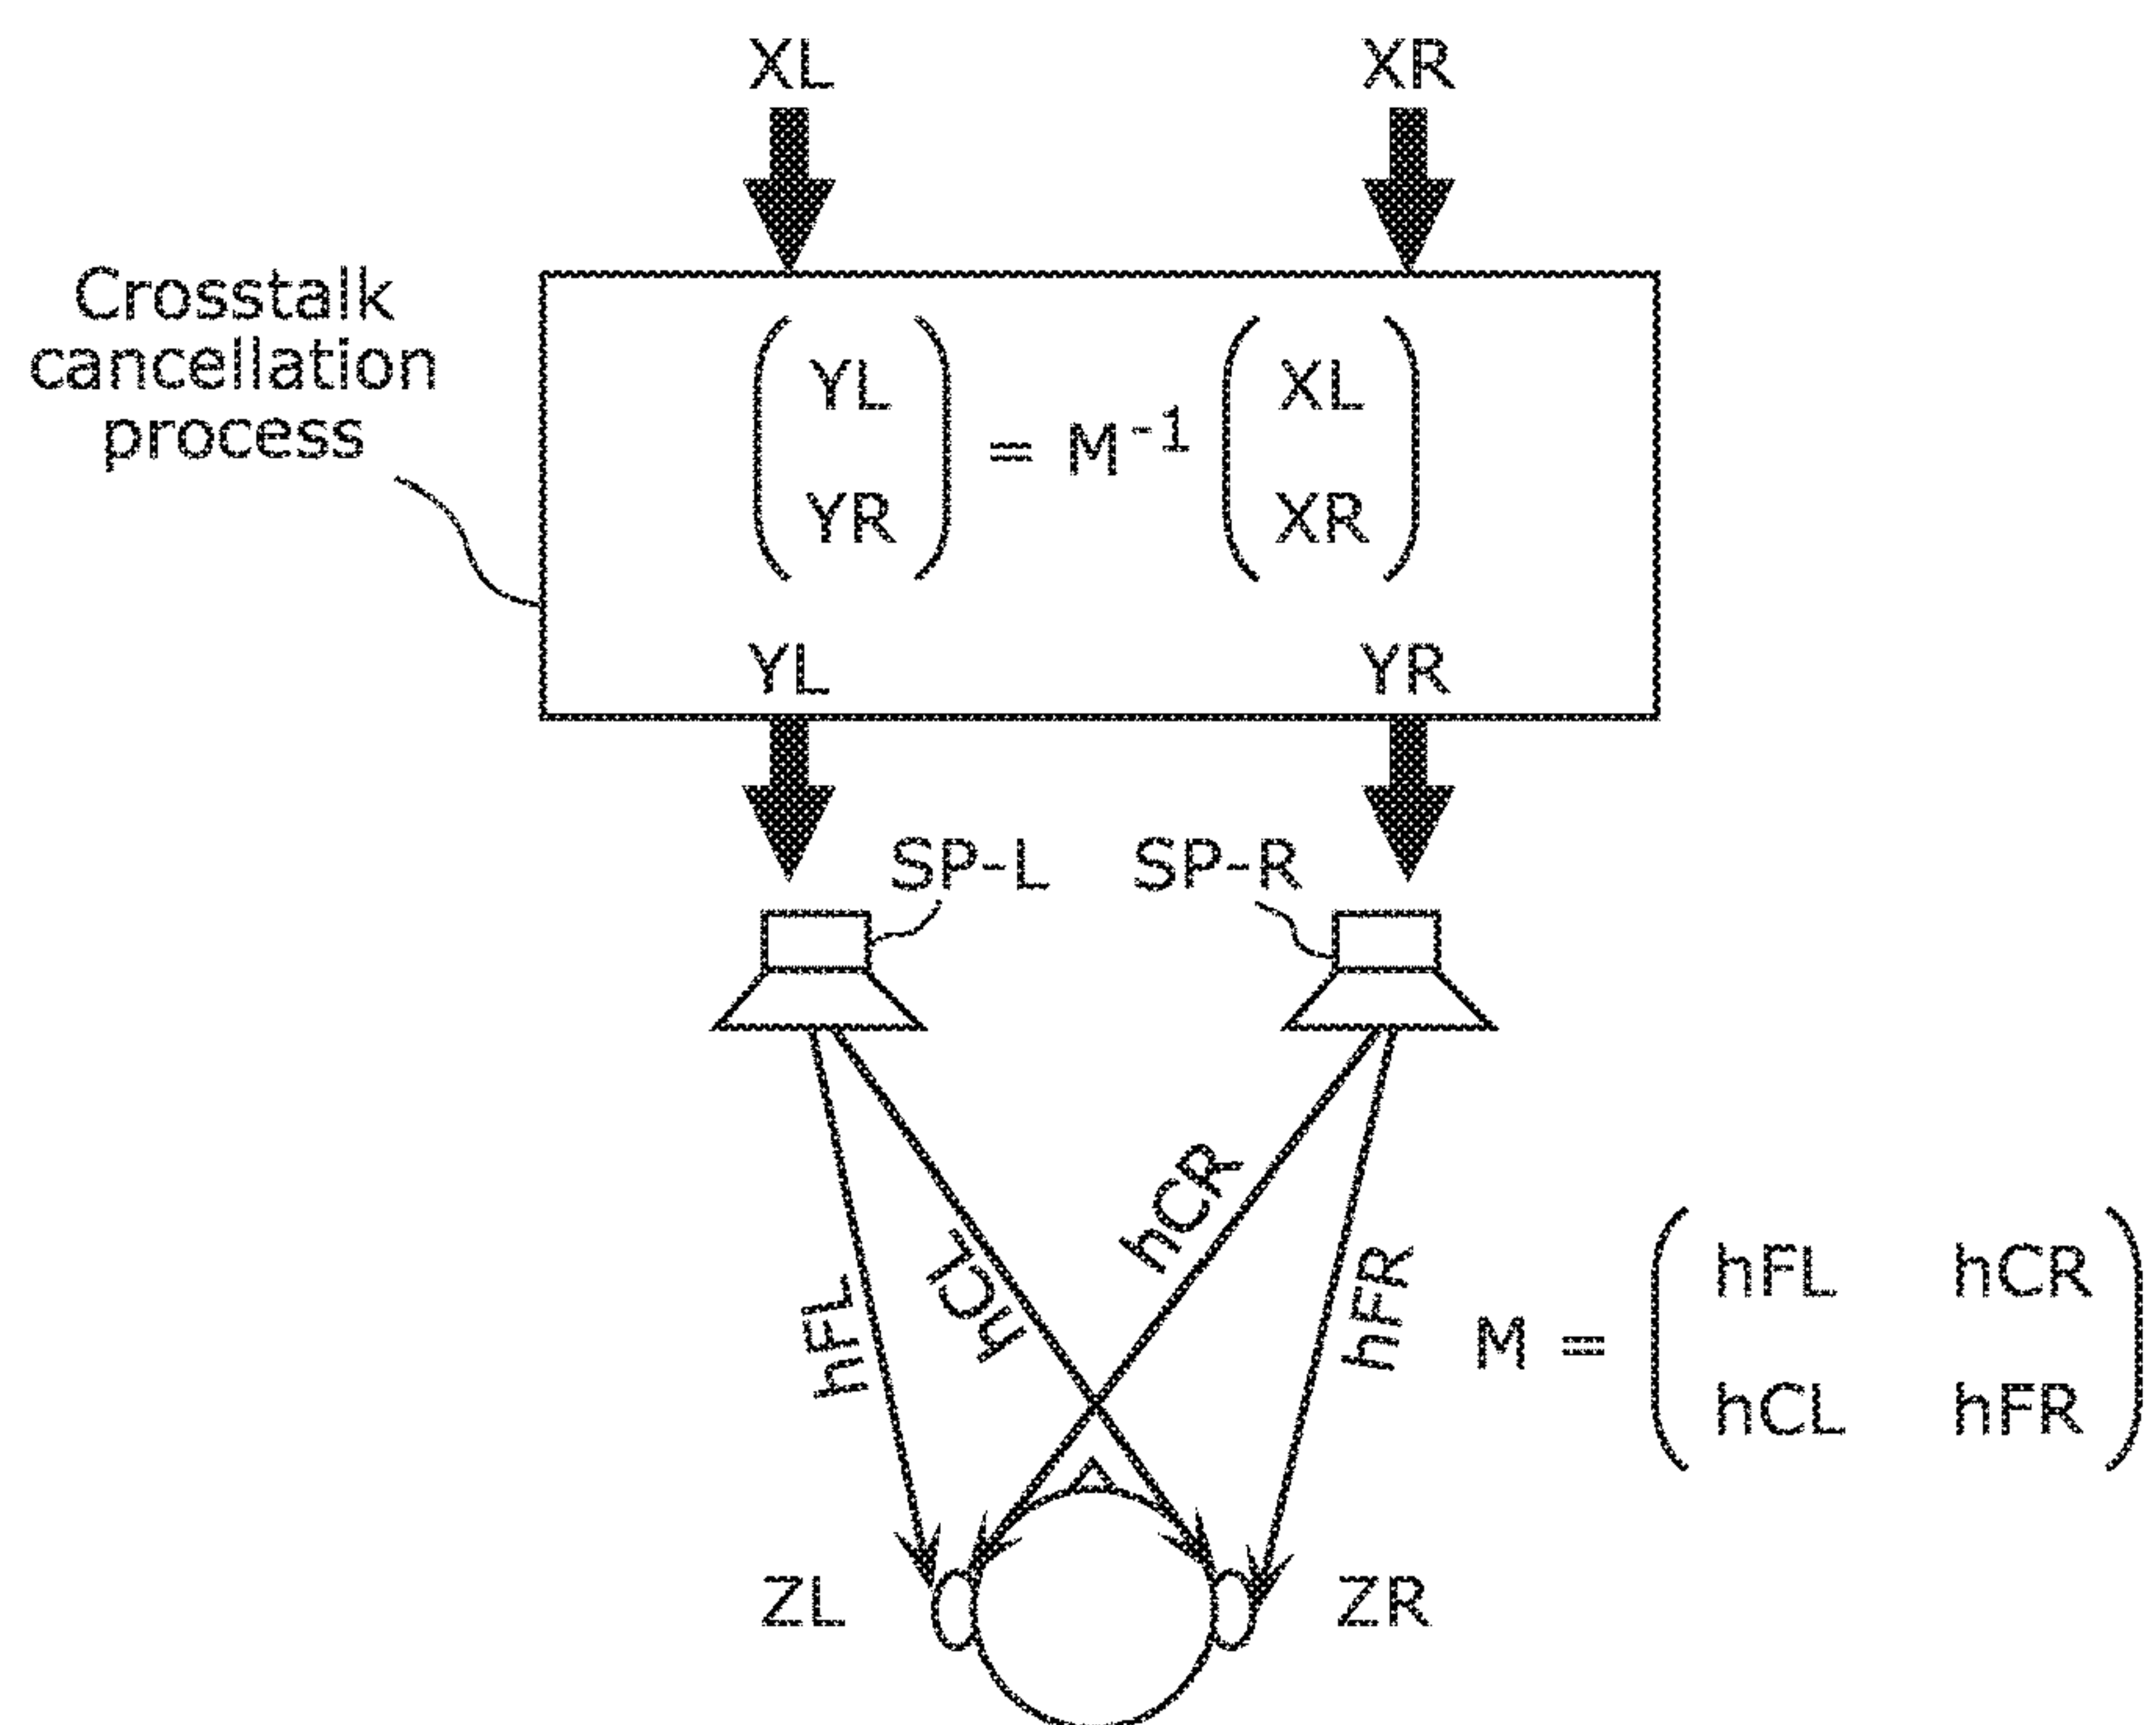 XL XR
Crosstalk
cancellation
process
( YL
YR ) = M-1 ( XL
XR )
YL YR
SP-L SP-R
hFL hCL hCR hFR
M = ( hFL hCR
hCL hFR )
ZL ZR